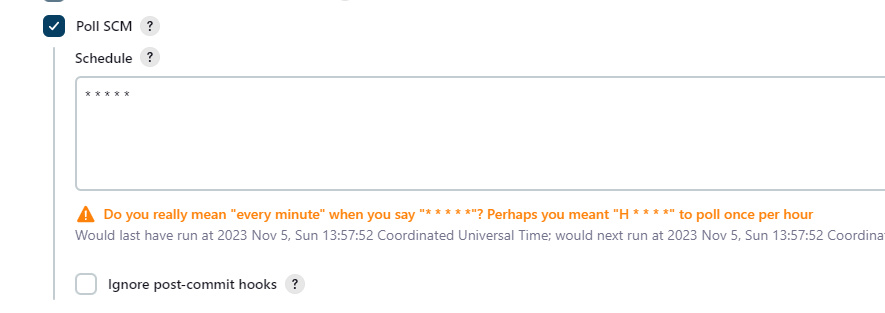 Poll SCM ?
Schedule ?
* * * * *
Do you really mean "every minute" when you say "* * * * *"? Perhaps you meant "H * * * *" to poll once per hour
Would last have run at 2023 Nov 5, Sun 13:57:52 Coordinated Universal Time; would next run at 2023 Nov 5, Sun 13:57:52 Coordina
Ignore post-commit hooks ?